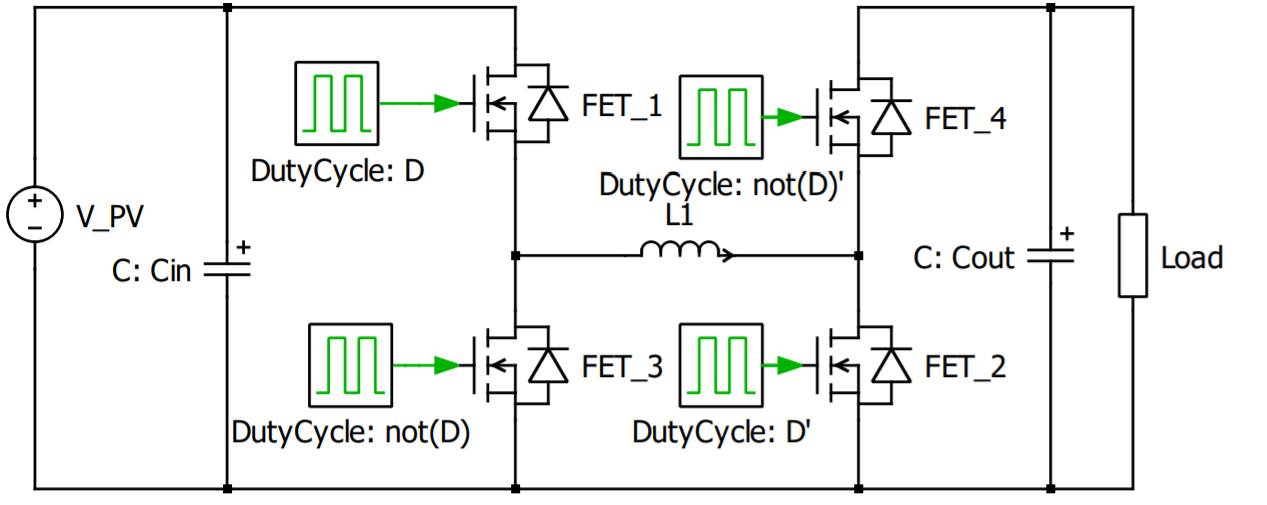 FET_1
FET_4
DutyCycle: D
DutyCycle: not(D)'
L1
+
−
V_PV
+
C: Cin
+
C: Cout
Load
FET_3
FET_2
DutyCycle: not(D)
DutyCycle: D'